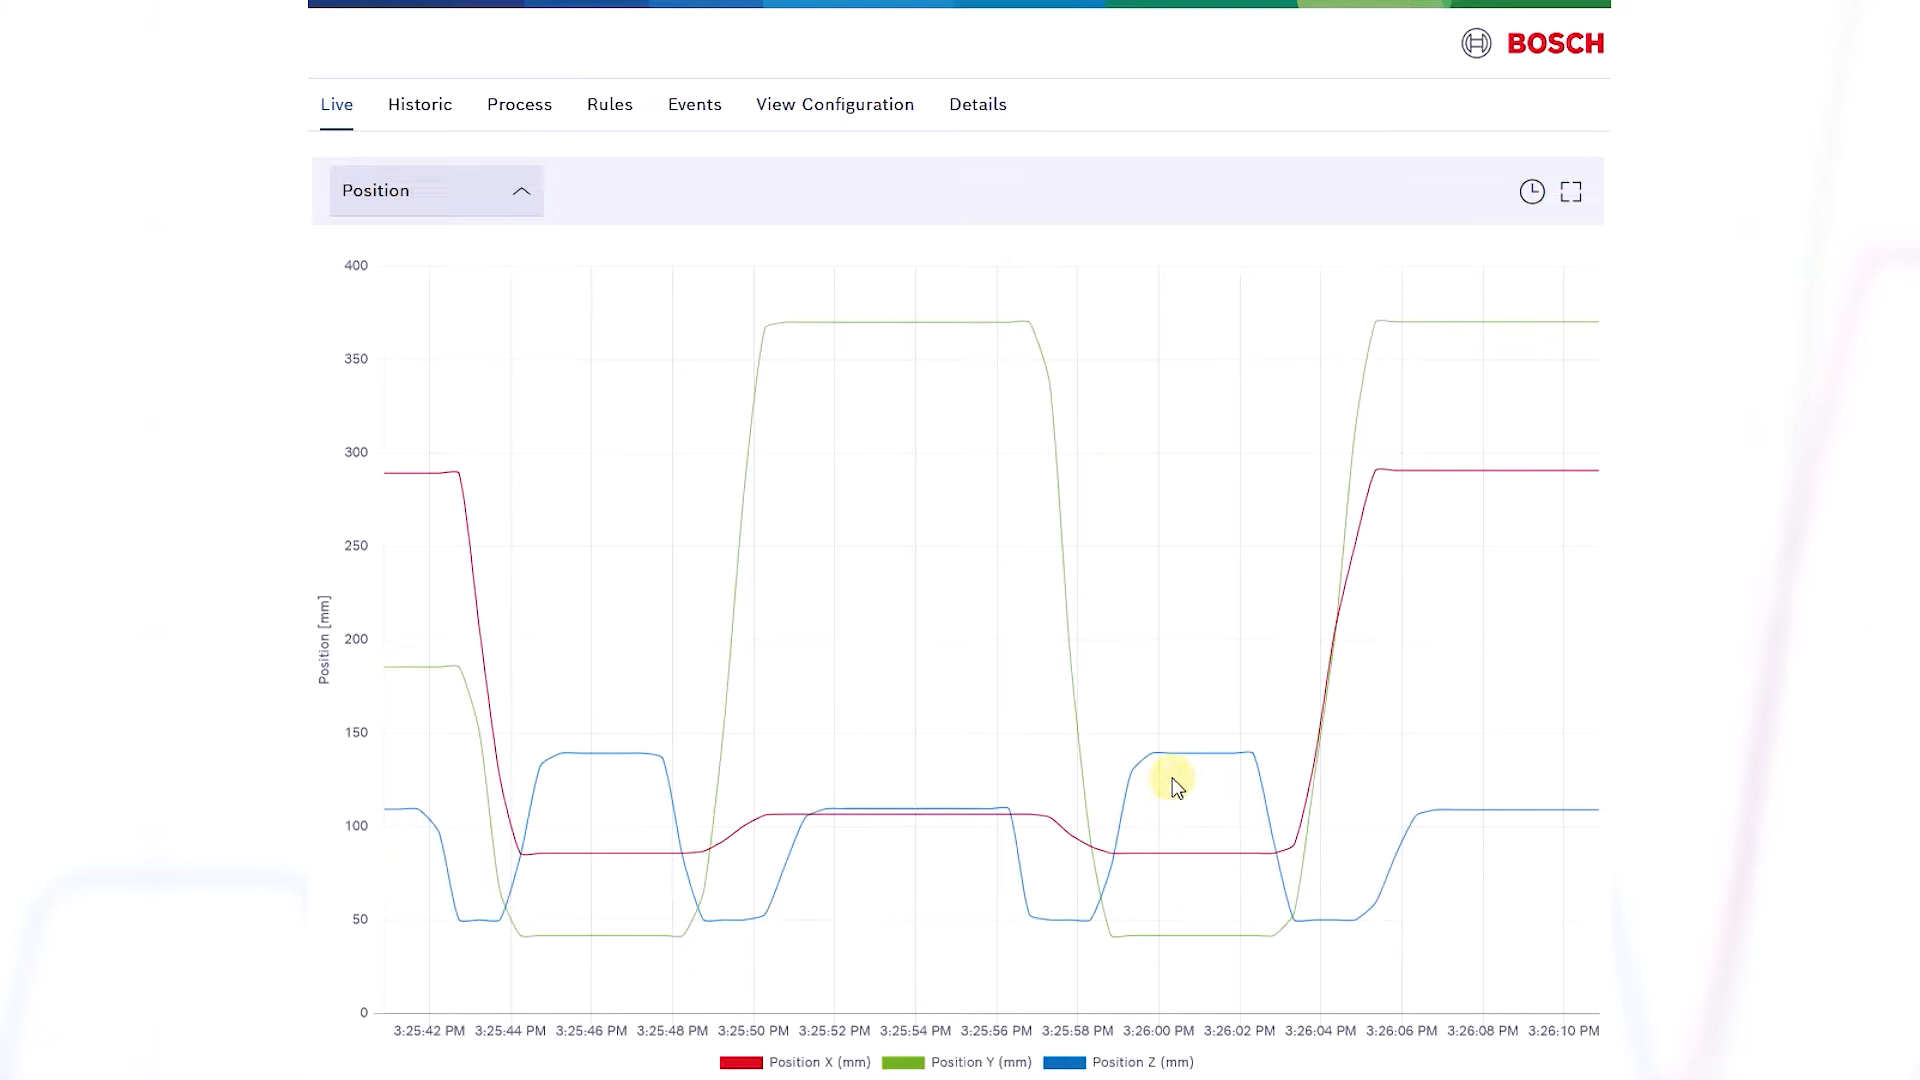 BOSCH
Live Historic Process Rules Events View Configuration Details
Position
400
350
300
250
200
150
100
50
0
Position [mm]
3:25:42 PM 3:25:44 PM 3:25:46 PM 3:25:48 PM 3:25:50 PM 3:25:52 PM 3:25:54 PM 3:25:56 PM 3:25:58 PM 3:26:00 PM 3:26:02 PM 3:26:04 PM 3:26:06 PM 3:26:08 PM 3:26:10 PM
Position X (mm) Position Y (mm) Position Z (mm)